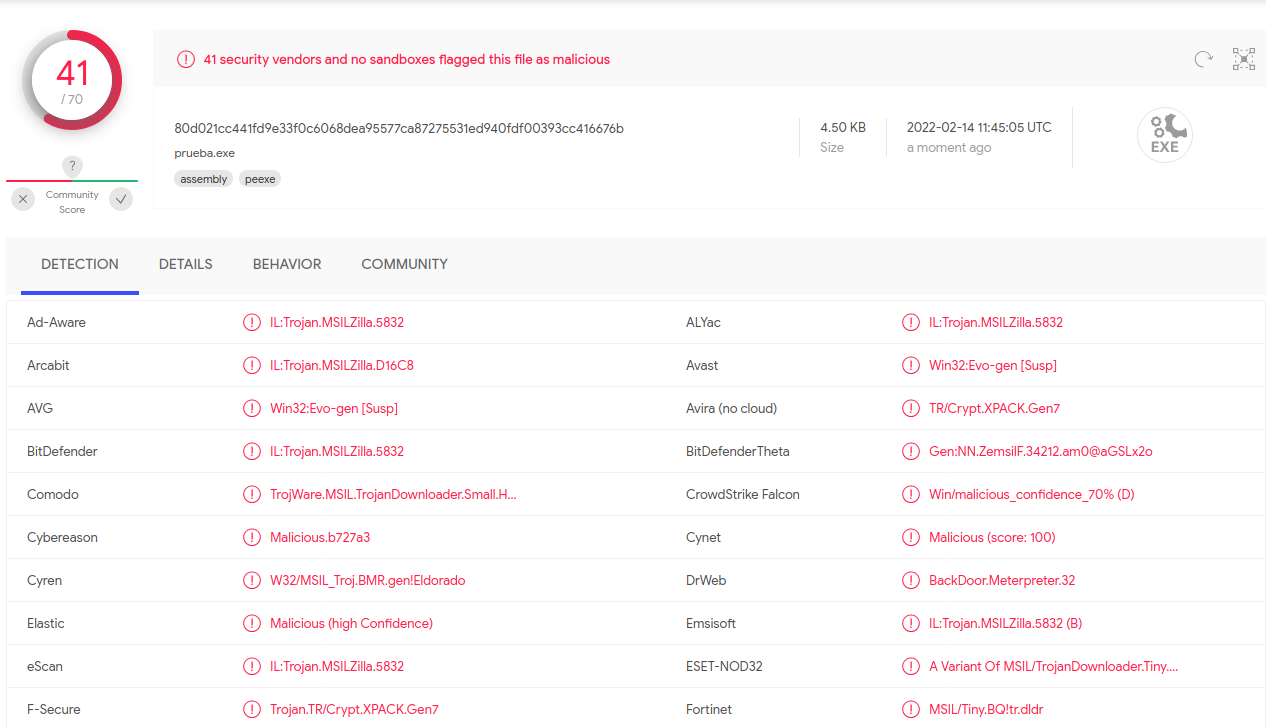 41
/ 70
?
Community
Score
41 security vendors and no sandboxes flagged this file as malicious
80d021cc441fd9e33f0c6068dea95577ca87275531ed940fdf00393cc416676b
prueba.exe
assembly peexe
4.50 KB
Size
2022-02-14 11:45:05 UTC
a moment ago
EXE
DETECTION DETAILS BEHAVIOR COMMUNITY
Ad-Aware IL:Trojan.MSILZilla.5832 ALYac IL:Trojan.MSILZilla.5832
Arcabit IL:Trojan.MSILZilla.D16C8 Avast Win32:Evo-gen [Susp]
AVG Win32:Evo-gen [Susp] Avira (no cloud) TR/Crypt.XPACK.Gen7
BitDefender IL:Trojan.MSILZilla.5832 BitDefenderTheta Gen:NN.ZemsilF.34212.am0@aGSLx2o
Comodo TrojWare.MSIL.TrojanDownloader.Small.H... CrowdStrike Falcon Win/malicious_confidence_70% (D)
Cybereason Malicious.b727a3 Cynet Malicious (score: 100)
Cyren W32/MSIL_Troj.BMR.gen!Eldorado DrWeb BackDoor.Meterpreter.32
Elastic Malicious (high Confidence) Emsisoft IL:Trojan.MSILZilla.5832 (B)
eScan IL:Trojan.MSILZilla.5832 ESET-NOD32 A Variant Of MSIL/TrojanDownloader.Tiny....
F-Secure Trojan.TR/Crypt.XPACK.Gen7 Fortinet MSIL/Tiny.BQ!tr.dldr